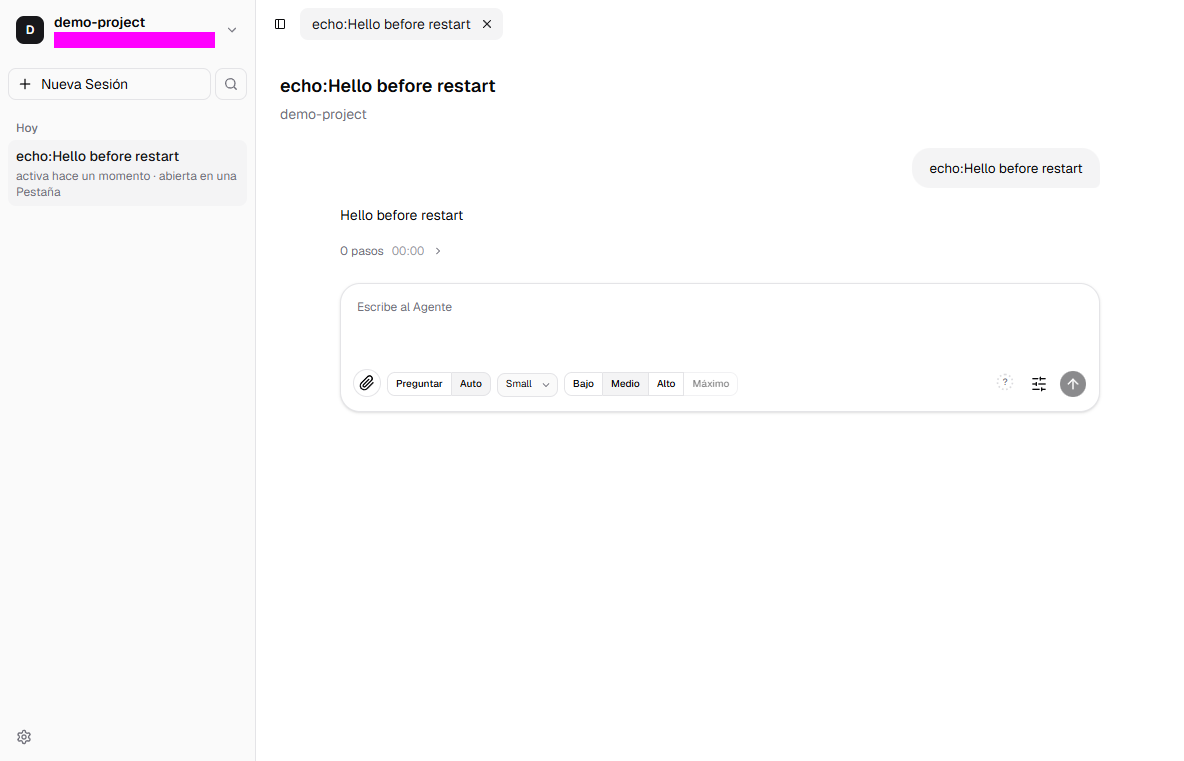 D
demo-project
Nueva Sesión
Hoy
echo:Hello before restart
activa hace un momento · abierta en una
Pestaña
echo:Hello before restart
echo:Hello before restart
demo-project
echo:Hello before restart
Hello before restart
0 pasos 00:00
Escribe al Agente
Preguntar Auto Small Bajo Medio Alto Máximo ?